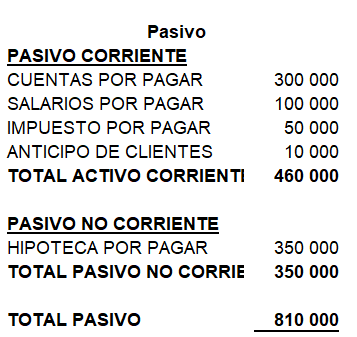 Pasivo
PASIVO CORRIENTE
CUENTAS POR PAGAR 300 000
SALARIOS POR PAGAR 100 000
IMPUESTO POR PAGAR 50 000
ANTICIPO DE CLIENTES 10 000
TOTAL ACTIVO CORRIENTE 460 000
PASIVO NO CORRIENTE
HIPOTECA POR PAGAR 350 000
TOTAL PASIVO NO CORRIE 350 000
TOTAL PASIVO 810 000